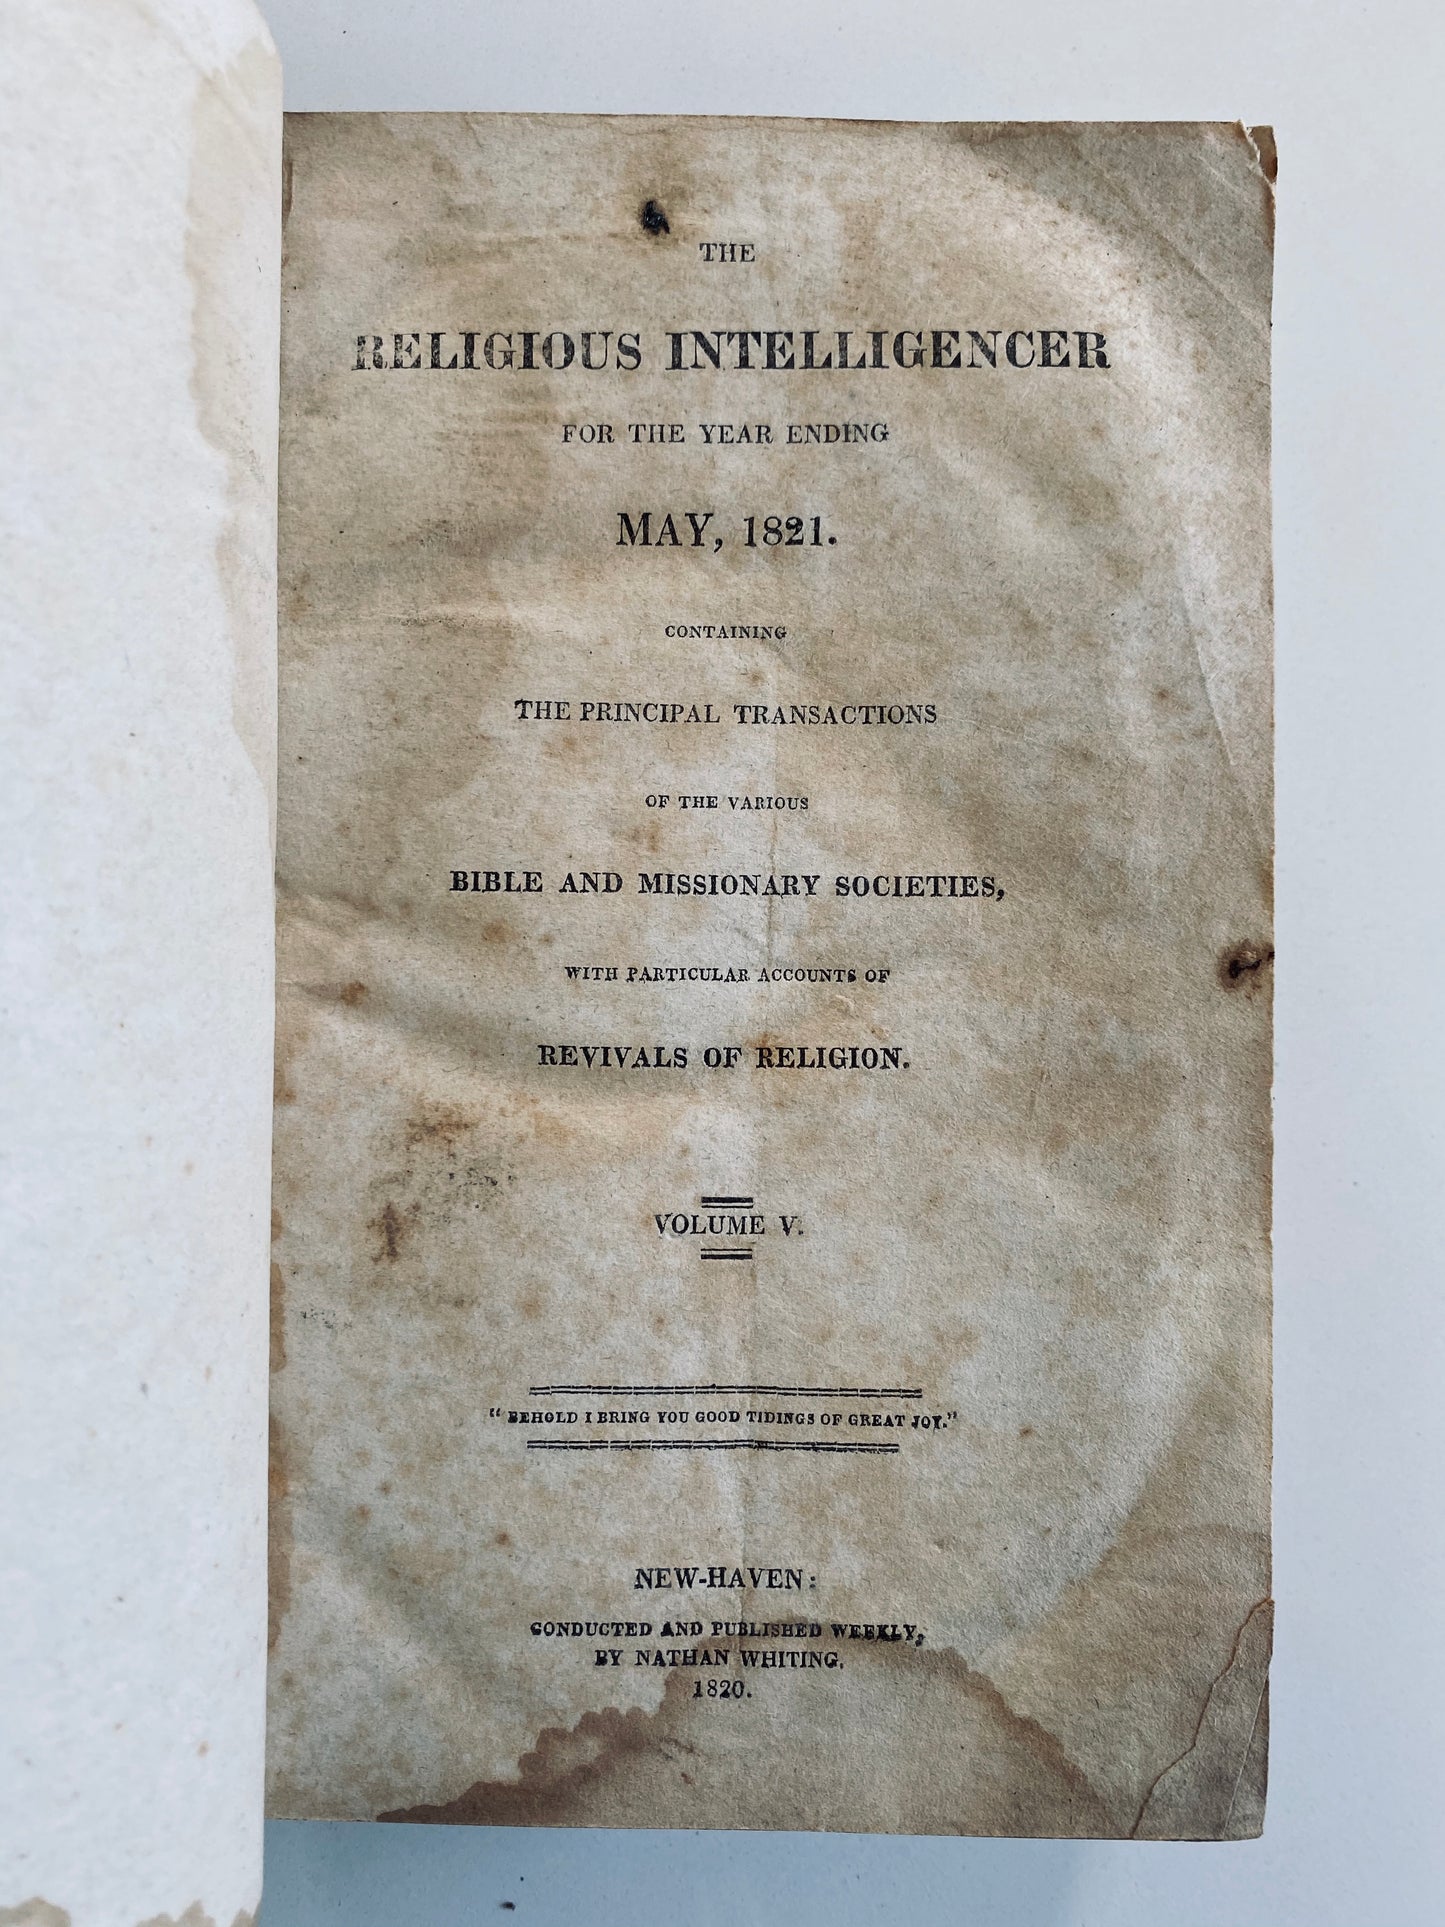 THE
RELIGIOUS INTELLIGENCER
FOR THE YEAR ENDING
MAY, 1821.
CONTAINING
THE PRINCIPAL TRANSACTIONS
OF THE VARIOUS
BIBLE AND MISSIONARY SOCIETIES,
WITH PARTICULAR ACCOUNTS OF
REVIVALS OF RELIGION.
VOLUME V.
"BEHOLD I BRING YOU GOOD TIDINGS OF GREAT JOY."
NEW-HAVEN:
CONDUCTED AND PUBLISHED WEEKLY,
BY NATHAN WHITING.
1820.